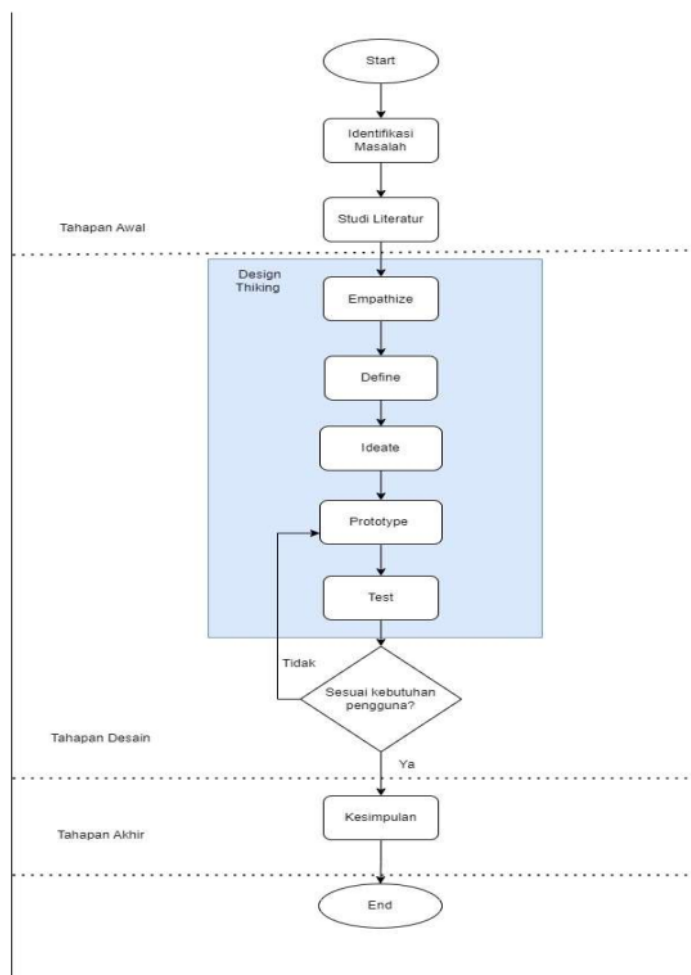 Start
Identifikasi
Masalah
Studi Literatur
Tahapan Awal
Design
Thiking
Empathize
Define
Ideate
Prototype
Test
Tidak
Sesuai kebutuhan
pengguna?
Tahapan Desain
Ya
Kesimpulan
Tahapan Akhir
End